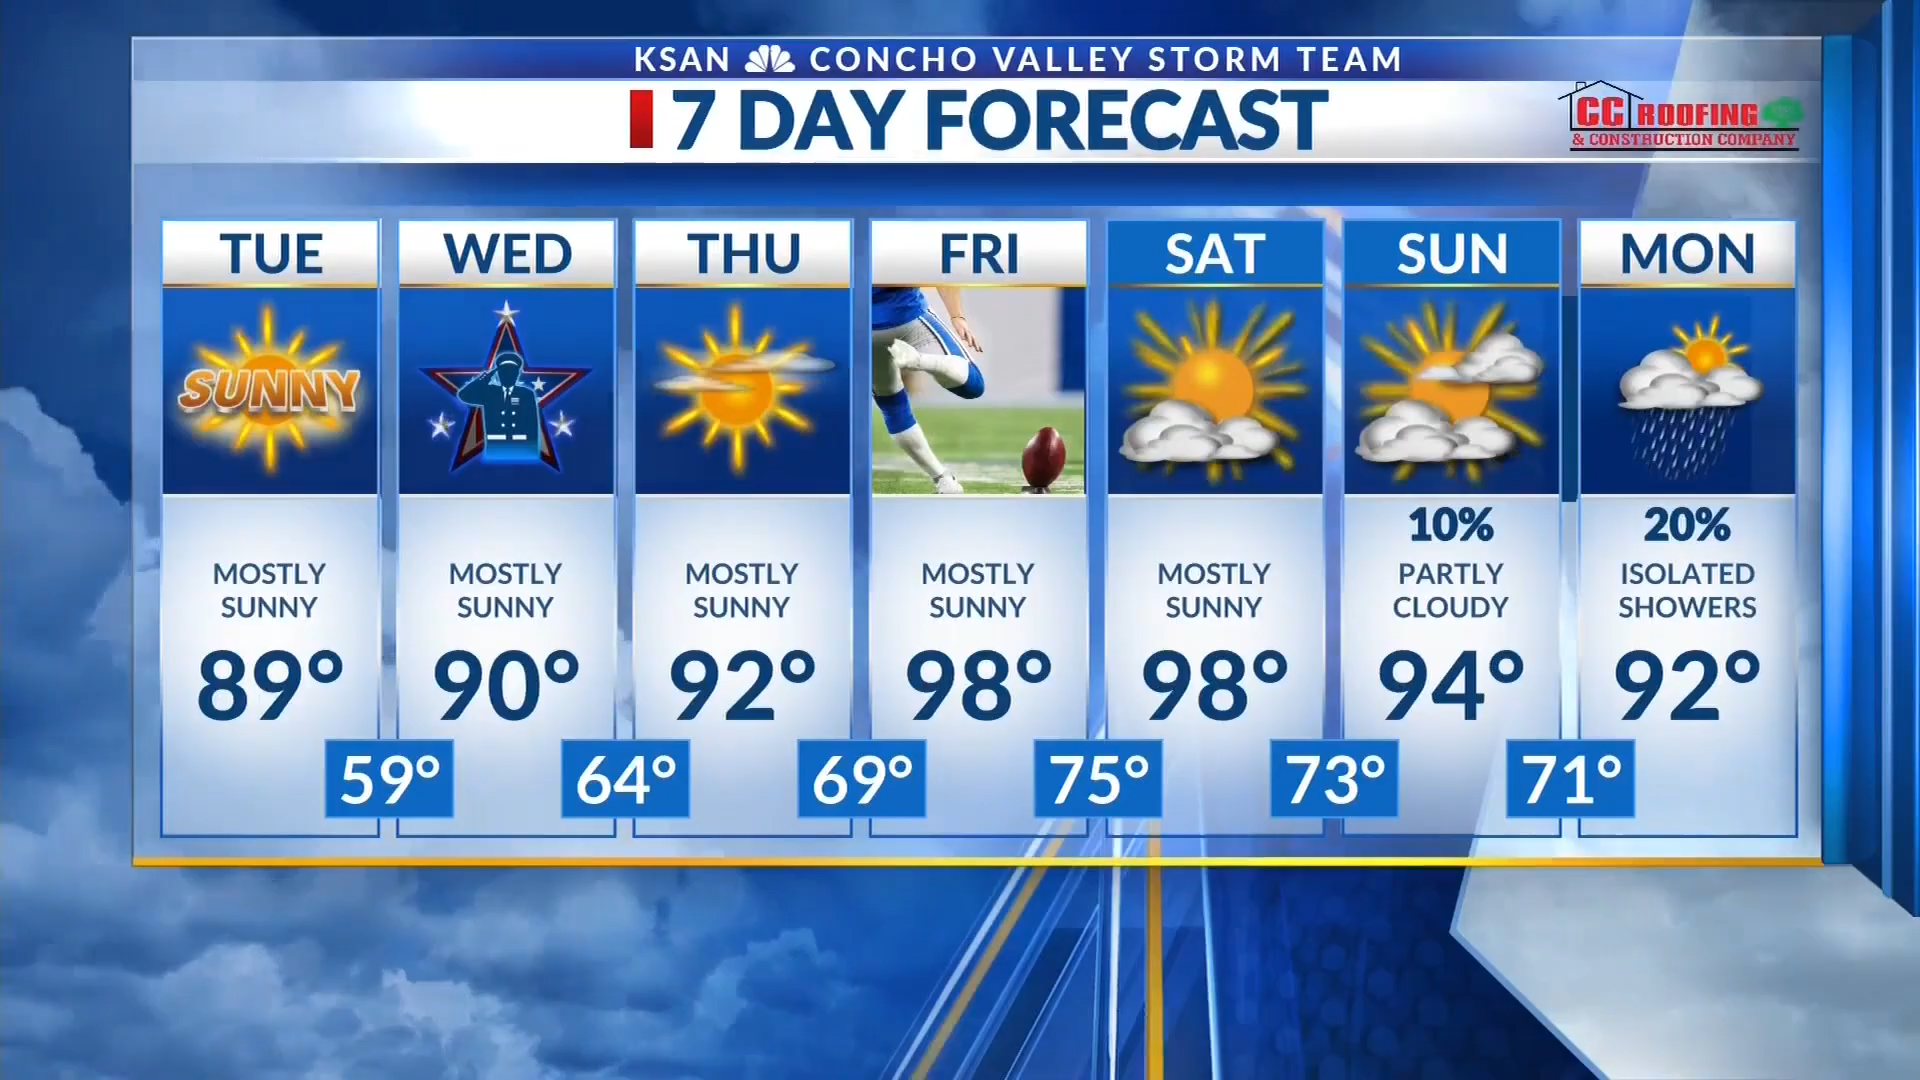 KSAN CONCHO VALLEY STORM TEAM
7 DAY FORECAST
CC ROOFING
& CONSTRUCTION COMPANY
TUE WED THU FRI SAT SUN MON
SUNNY
10% 20%
MOSTLY MOSTLY MOSTLY MOSTLY MOSTLY PARTLY ISOLATED
SUNNY SUNNY SUNNY SUNNY SUNNY CLOUDY SHOWERS
89° 90° 92° 98° 98° 94° 92°
59° 64° 69° 75° 73° 71°